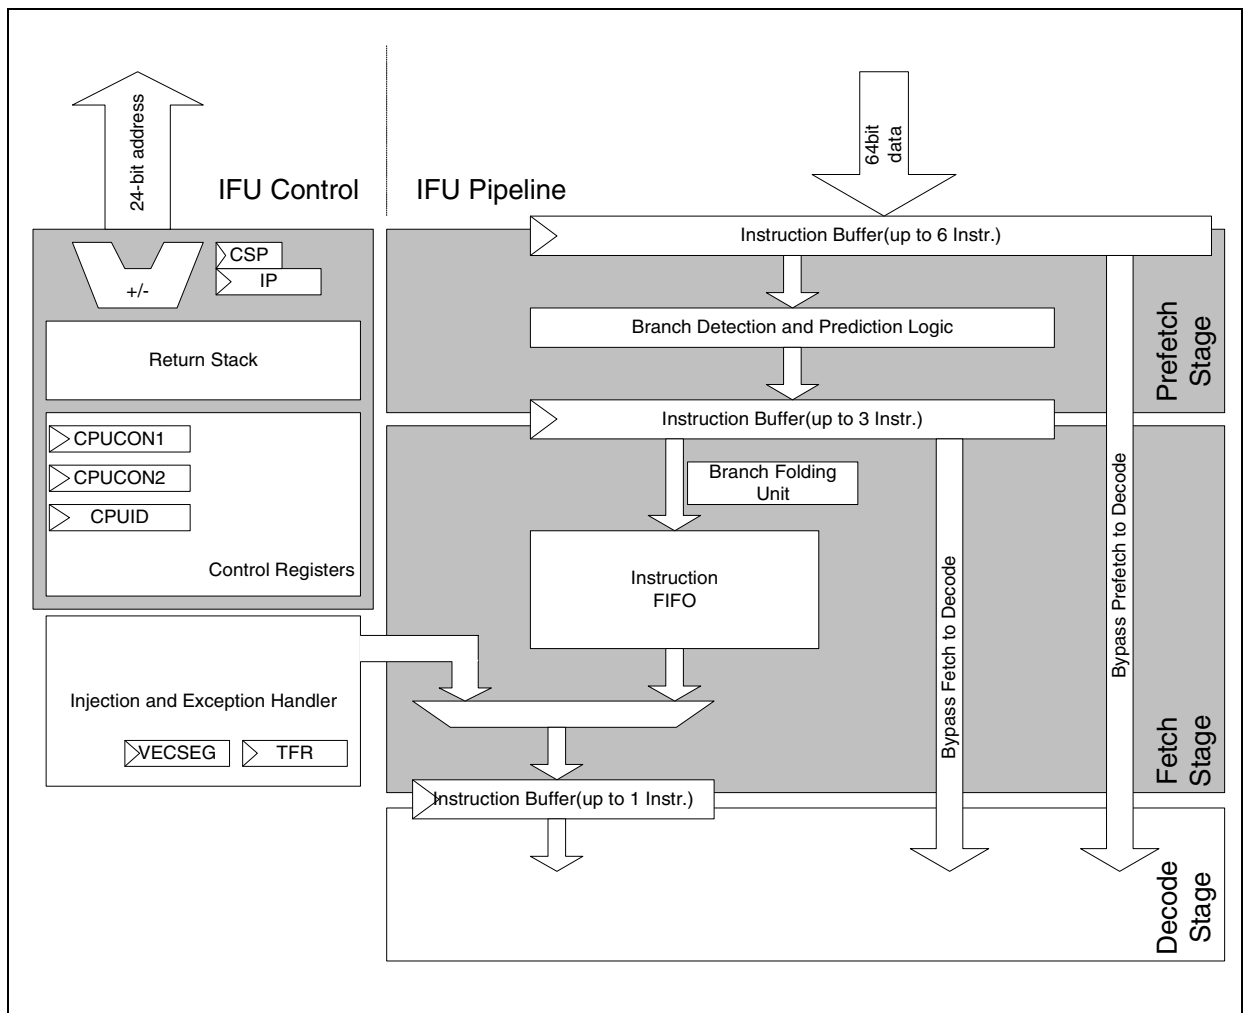 24-bit address
IFU Control
IFU Pipeline
64bit
data
CSP
IP
+/-
Return Stack
CPUCON1
CPUCON2
CPUID
Control Registers
Injection and Exception Handler
VECSEG
TFR
Instruction Buffer(up to 6 Instr.)
Branch Detection and Prediction Logic
Prefetch
Stage
Instruction Buffer(up to 3 Instr.)
Branch Folding
Unit
Instruction
FIFO
Bypass Fetch to Decode
Bypass Prefetch to Decode
Fetch
Stage
Instruction Buffer(up to 1 Instr.)
Decode
Stage